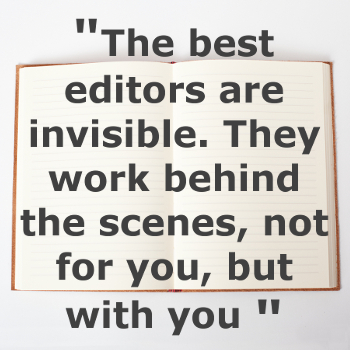 "The best
editors are
invisible. They
work behind
the scenes, not
for you, but
with you "